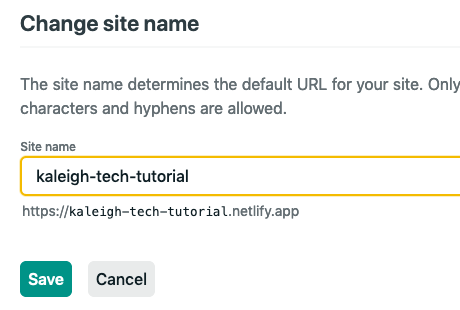 Change site name
The site name determines the default URL for your site. Only
characters and hyphens are allowed.
Site name
kaleigh-tech-tutorial
https://kaleigh-tech-tutorial.netlify.app
Save Cancel